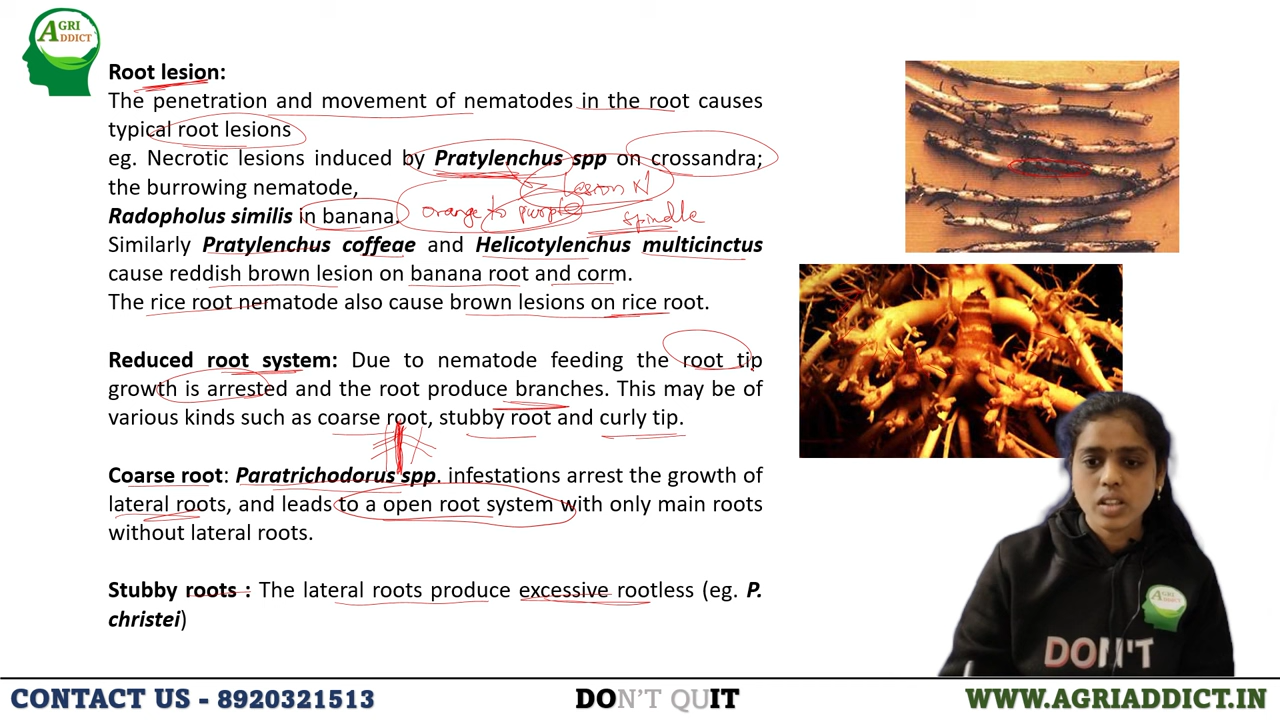 AGRI
ADDICT
Root lesion:
The penetration and movement of nematodes in the root causes
typical root lesions
eg. Necrotic lesions induced by Pratylenchus spp on crossandra;
the burrowing nematode,
lesion N
Radopholus similis in banana.
orange to purple
spindle
Similarly Pratylenchus coffeae and Helicotylenchus multicinctus
cause reddish brown lesion on banana root and corm.
The rice root nematode also cause brown lesions on rice root.
Reduced root system: Due to nematode feeding the root tip
growth is arrested and the root produce branches. This may be of
various kinds such as coarse root, stubby root and curly tip.
Coarse root: Paratrichodorus spp. infestations arrest the growth of
lateral roots, and leads to a open root system with only main roots
without lateral roots.
Stubby roots : The lateral roots produce excessive rootless (eg. P.
christei)
AGRI
ADDICT
DON'T
CONTACT US - 8920321513
DON'T QUIT
WWW.AGRIADDICT.IN